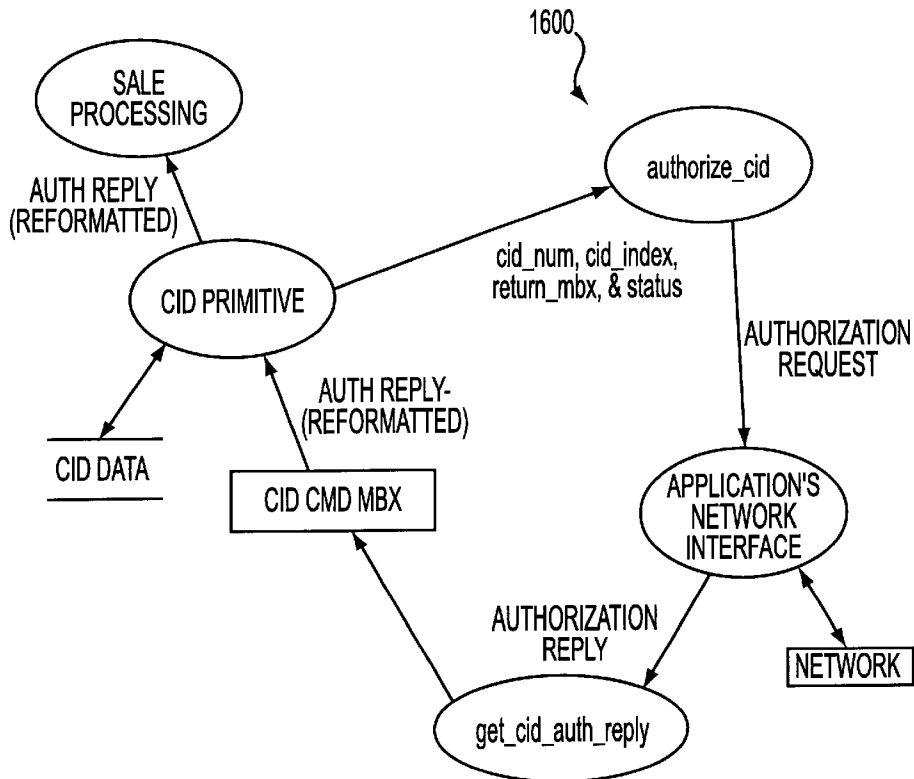 1600
SALE
PROCESSING
authorize_cid
AUTH REPLY
(REFORMATTED)
cid_num, cid_index,
return_mbx, & status
CID PRIMITIVE
AUTHORIZATION
REQUEST
AUTH REPLY-
(REFORMATTED)
CID DATA
CID CMD MBX
APPLICATION'S
NETWORK
INTERFACE
AUTHORIZATION
REPLY
NETWORK
get_cid_auth_reply